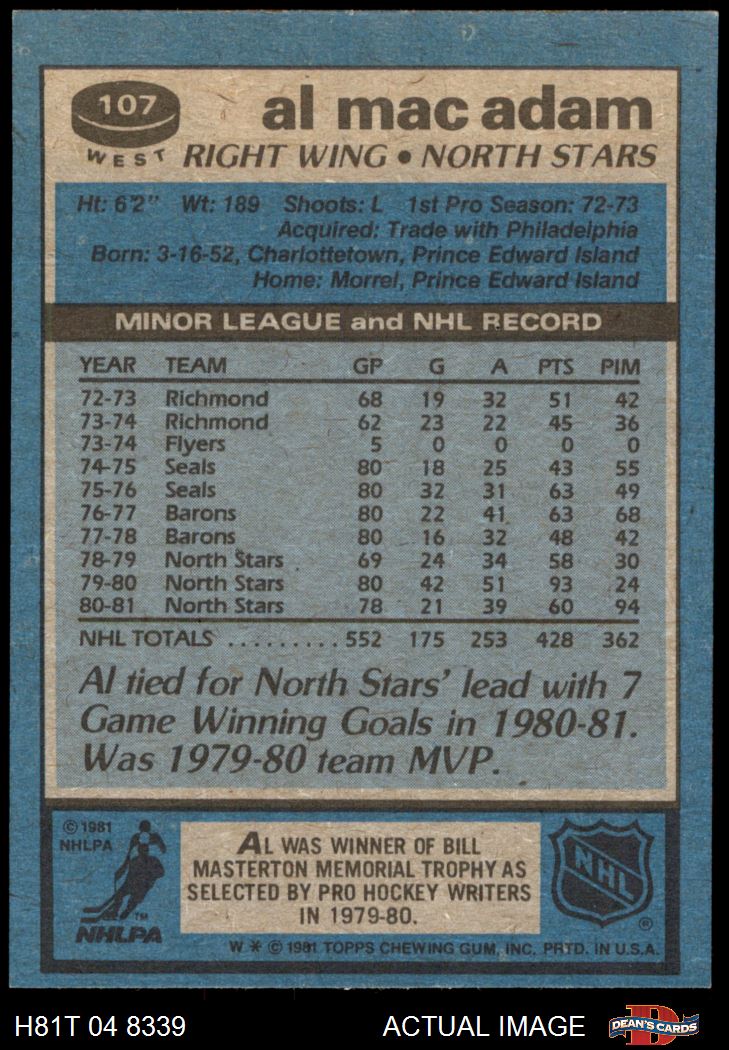 107
WEST
al mac adam
RIGHT WING • NORTH STARS
Ht: 6'2" Wt: 189 Shoots: L 1st Pro Season: 72-73
Acquired: Trade with Philadelphia
Born: 3-16-52, Charlottetown, Prince Edward Island
Home: Morrel, Prince Edward Island
MINOR LEAGUE and NHL RECORD
YEAR TEAM GP G A PTS PIM
72-73 Richmond 68 19 32 51 42
73-74 Richmond 62 23 22 45 36
73-74 Flyers 5 0 0 0 0
74-75 Seals 80 18 25 43 55
75-76 Seals 80 32 31 63 49
76-77 Barons 80 22 41 63 68
77-78 Barons 80 16 32 48 42
78-79 North Stars 69 24 34 58 30
79-80 North Stars 80 42 51 93 24
80-81 North Stars 78 21 39 60 94
NHL TOTALS ......... 552 175 253 428 362
Al tied for North Stars' lead with 7
Game Winning Goals in 1980-81.
Was 1979-80 team MVP.
© 1981
NHLPA
TM
NHLPA
AL WAS WINNER OF BILL
MASTERTON MEMORIAL TROPHY AS
SELECTED BY PRO HOCKEY WRITERS
IN 1979-80.
NHL
®
W * © 1981 TOPPS CHEWING GUM, INC. PRTD. IN U.S.A.
H81T 04 8339
ACTUAL IMAGE
D
DEAN'S CARDS